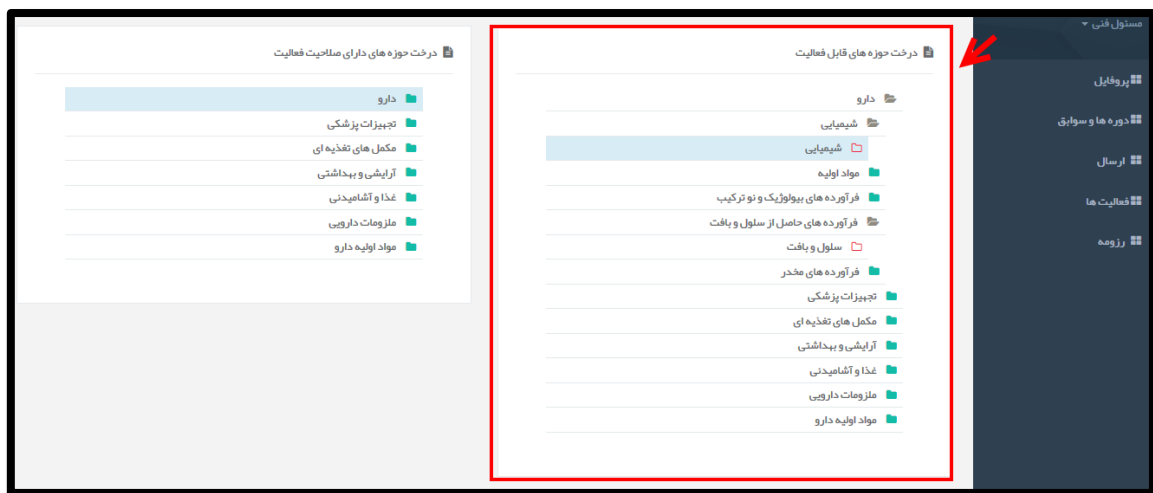 مسئول فنی
پروفایل
دوره ها و سوابق
ارسال
فعالیت ها
رزومه
درخت حوزه های قابل فعالیت
دارو
شیمیایی
شیمیایی
مواد اولیه
فرآورده های بیولوژیک و نو ترکیب
فرآورده های حاصل از سلول و بافت
سلول و بافت
فرآورده های مخدر
تجهیزات پزشکی
مکمل های تغذیه ای
آرایشی و بهداشتی
غذا و آشامیدنی
ملزومات دارویی
مواد اولیه دارو
درخت حوزه های دارای صلاحیت فعالیت
دارو
تجهیزات پزشکی
مکمل های تغذیه ای
آرایشی و بهداشتی
غذا و آشامیدنی
ملزومات دارویی
مواد اولیه دارو